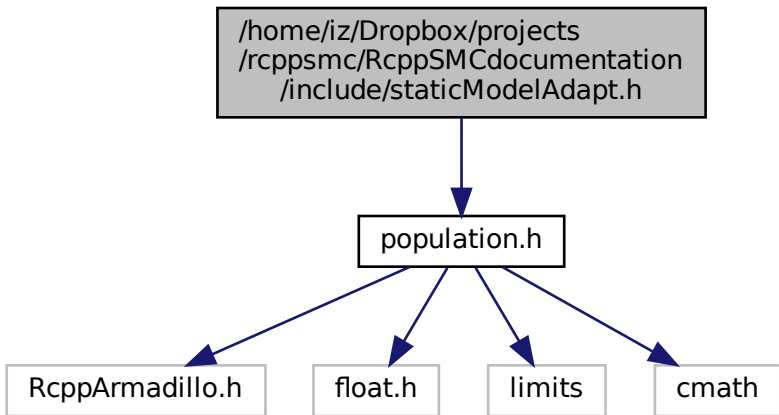 /home/iz/Dropbox/projects
/rcppsmc/RcppSMCdocumentation
/include/staticModelAdapt.h
population.h
RcppArmadillo.h
float.h
limits
cmath